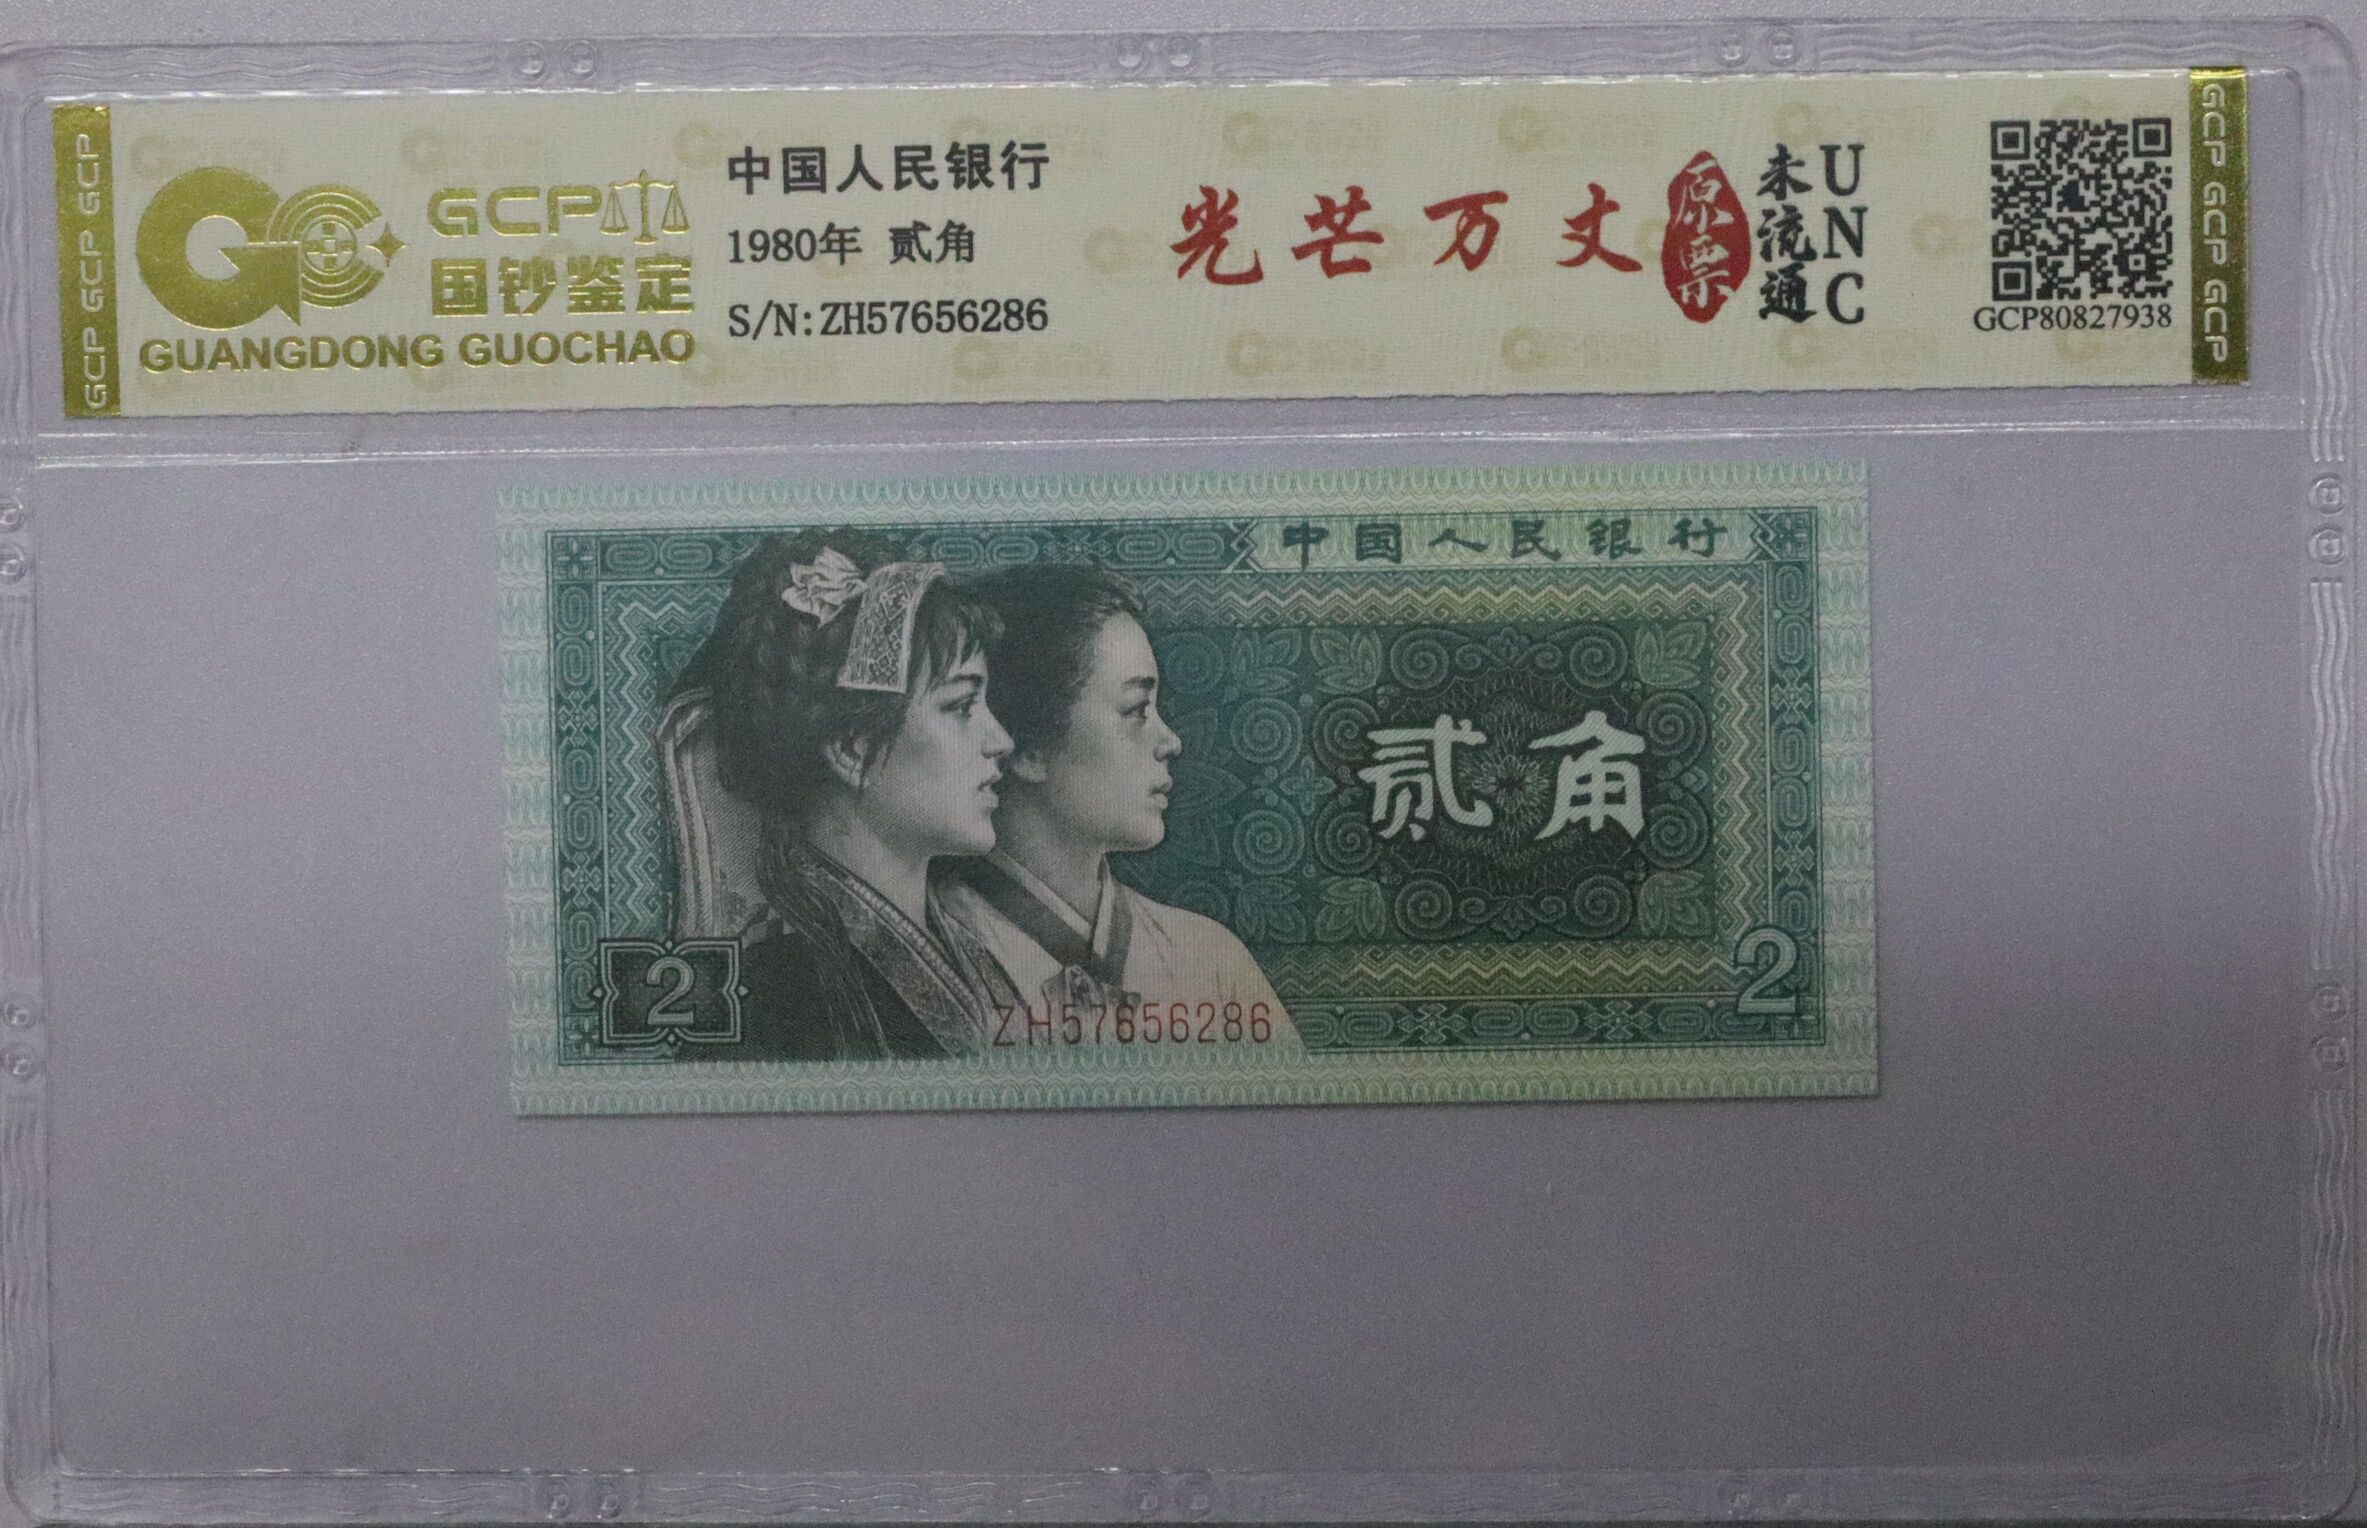 GCP GCP GCP
GCP
国钞鉴定
GUANGDONG GUOCHAO
中国人民银行
1980年 贰角
S/N:ZH57656286
光芒万丈
原票
未流通
UNC
GCP80827938
GCP GCP GCP
中国人民银行
贰角
2
2
ZH57656286